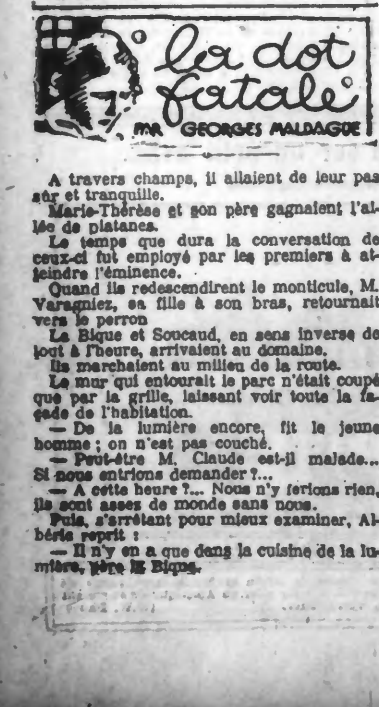 la dot
fatale
PAR GEORGES MALDAGUE
A travers champs, il allaient de leur pas
sûr et tranquille.
Marie-Thérèse et son père gagnaient l'al-
lée de platanes.
Le temps que dura la conversation de
ceux-ci fut employé par les premiers à at-
teindre l'éminence.
Quand ils redescendirent le monticule, M.
Varagniez, sa fille à son bras, retournait
vers le perron
La Bique et Soucaud, en sens inverse de
tout à l'heure, arrivaient au domaine.
Ils marchaient au milieu de la route.
Le mur qui entourait le parc n'était coupé
que par la grille, laissant voir toute la fa-
çade de l'habitation.
— De la lumière encore, fit le jeune
homme ; on n'est pas couché.
— Peut-être M. Claude est-il malade...
Si nous entrions demander ?...
— A cette heure ?... Nous n'y ferions rien,
ils sont assez de monde sans nous.
Puis, s'arrêtant pour mieux examiner, Al-
béris reprit :
— Il n'y en a que dans la cuisine de la lu-
mière, père la Bique.